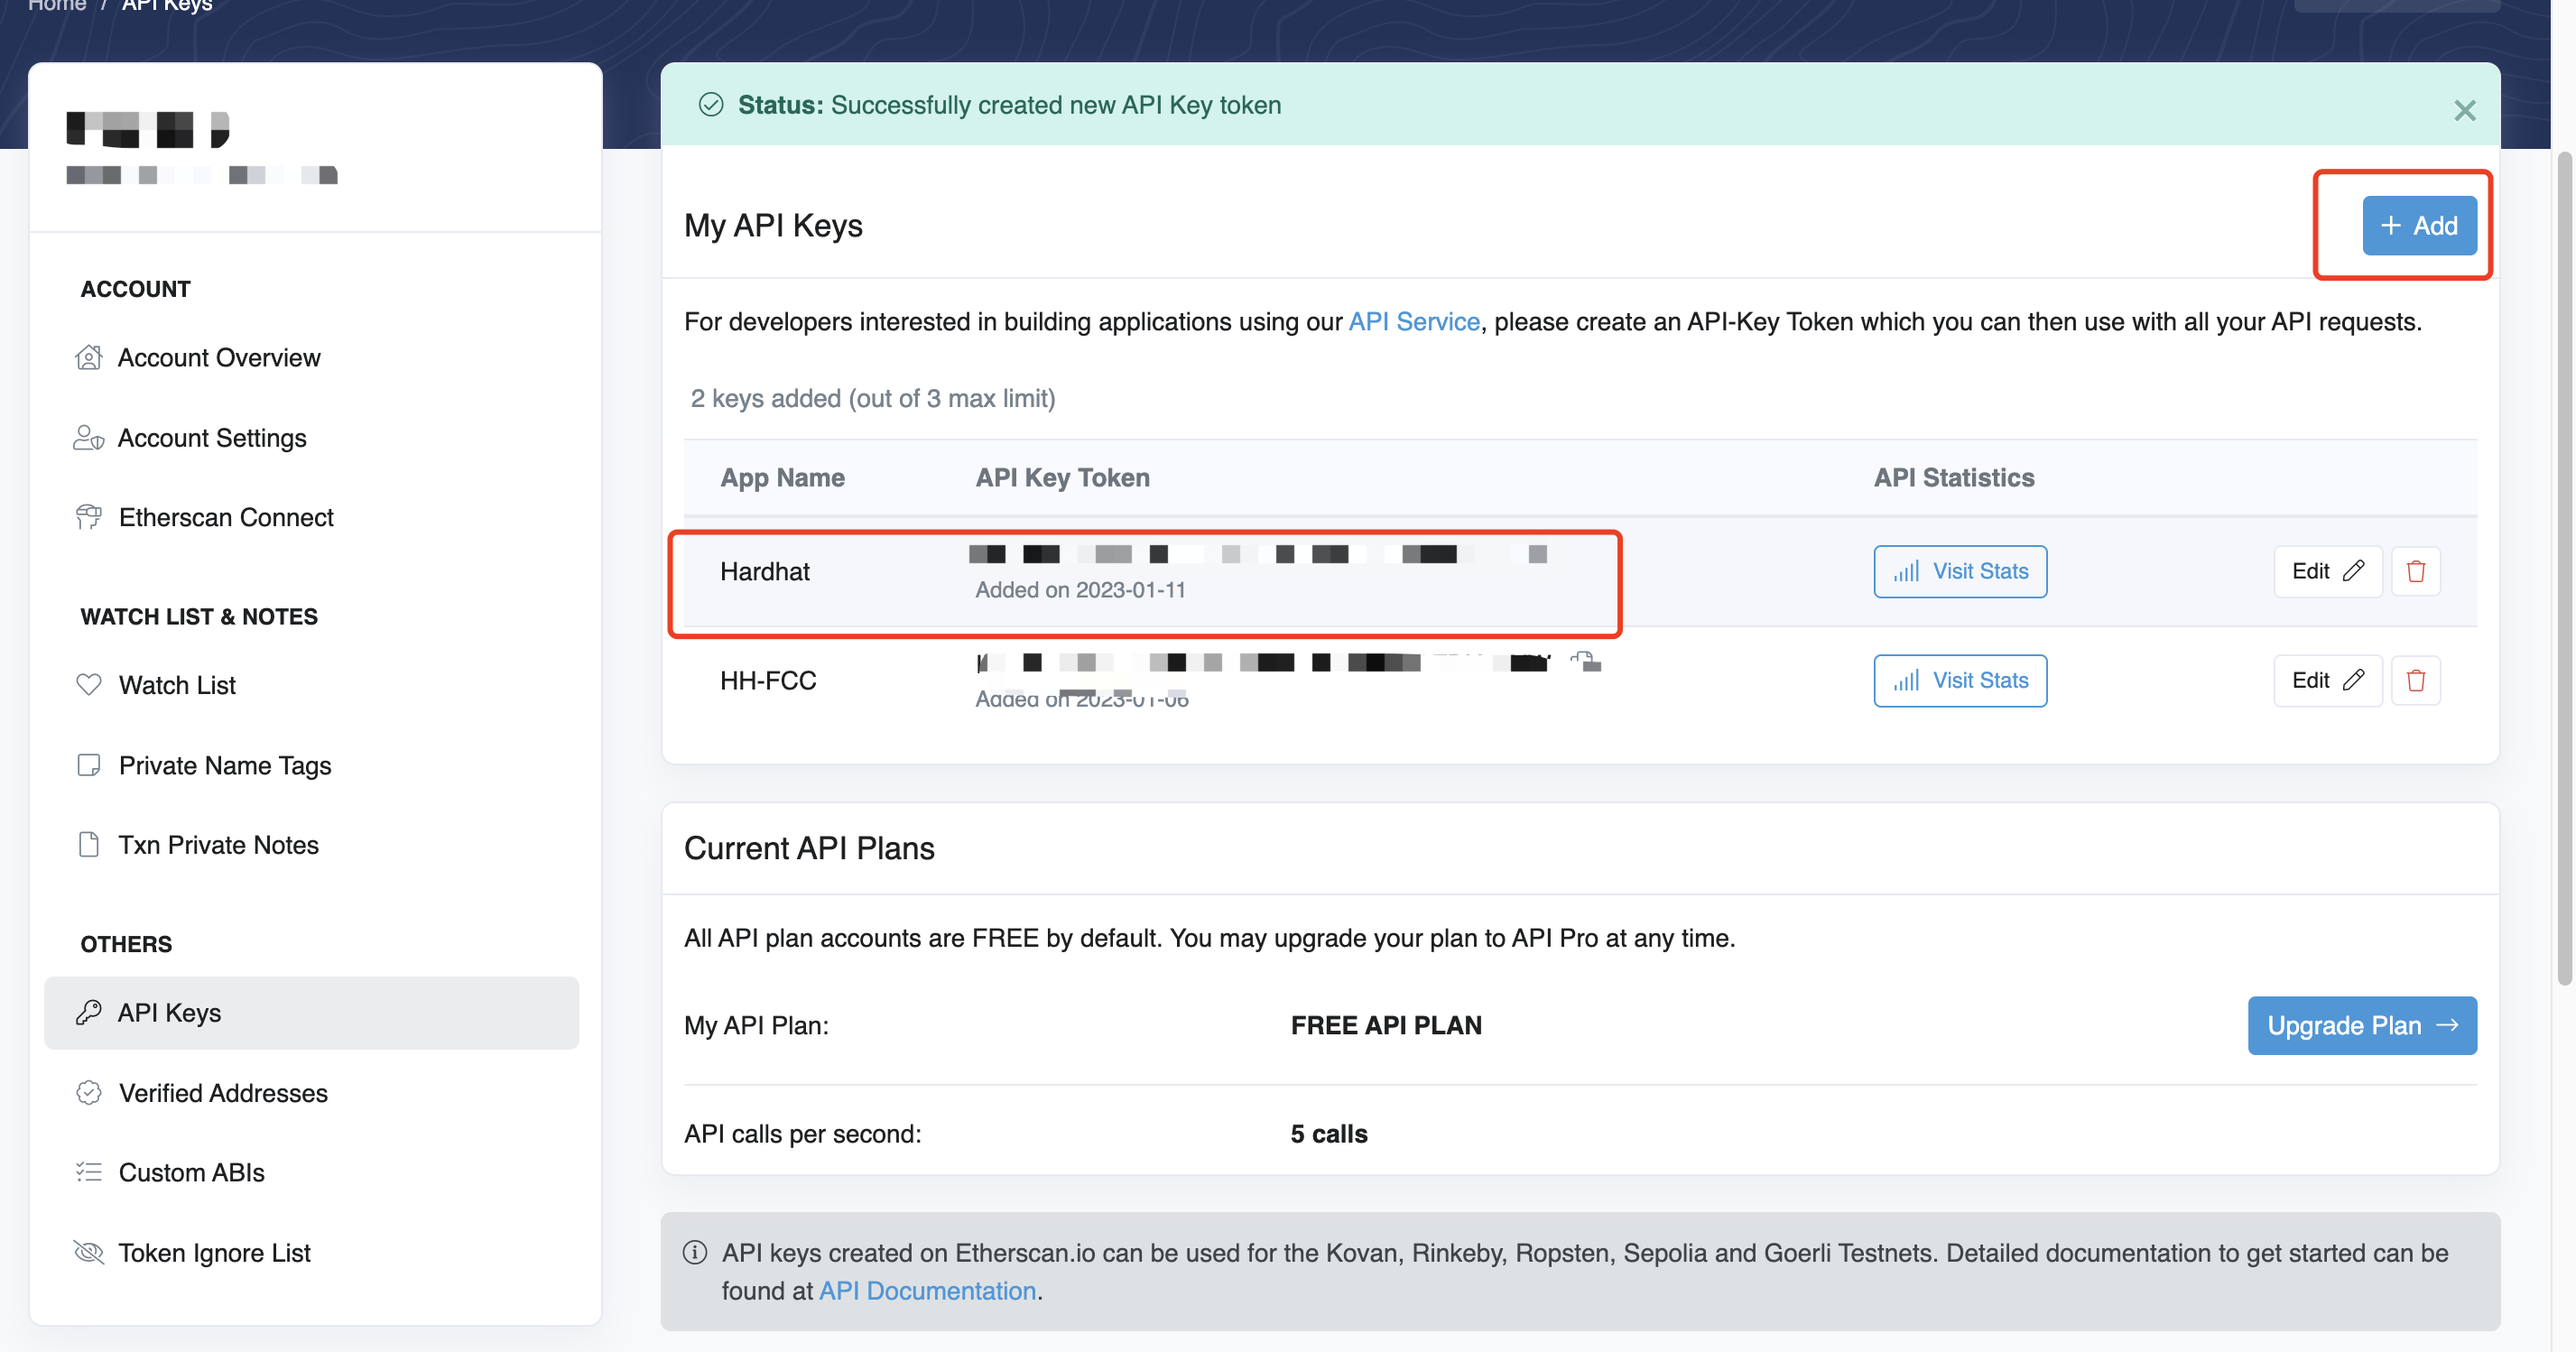 Home / API Keys
Status: Successfully created new API Key token
My API Keys
+ Add
For developers interested in building applications using our API Service, please create an API-Key Token which you can then use with all your API requests.
2 keys added (out of 3 max limit)
App Name API Key Token API Statistics
Hardhat
Added on 2023-01-11
Visit Stats Edit
HH-FCC
Added on 2023-01-06
Visit Stats Edit
Current API Plans
All API plan accounts are FREE by default. You may upgrade your plan to API Pro at any time.
My API Plan: FREE API PLAN Upgrade Plan →
API calls per second: 5 calls
API keys created on Etherscan.io can be used for the Kovan, Rinkeby, Ropsten, Sepolia and Goerli Testnets. Detailed documentation to get started can be
found at API Documentation.
ACCOUNT
Account Overview
Account Settings
Etherscan Connect
WATCH LIST & NOTES
Watch List
Private Name Tags
Txn Private Notes
OTHERS
API Keys
Verified Addresses
Custom ABIs
Token Ignore List